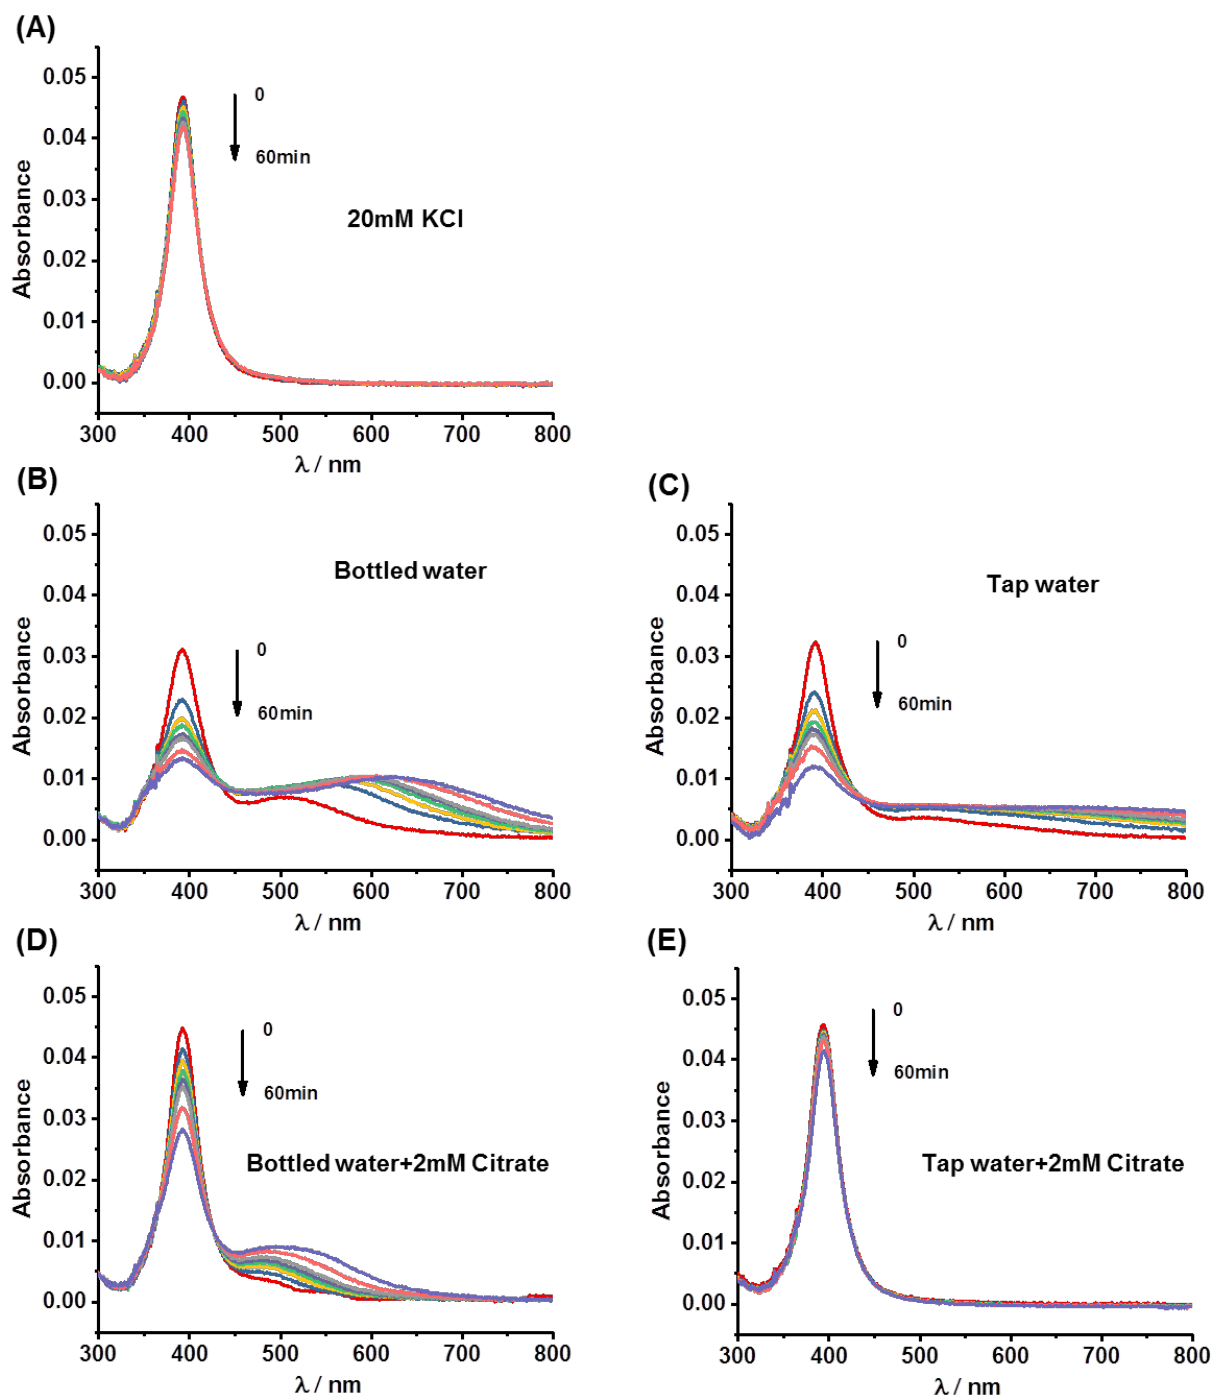 (A)
0.05
0.04
0.03
0.02
0.01
0.00
Absorbance
0
60min
20mM KCl
300 400 500 600 700 800
λ / nm
(B)
0.05
0.04
0.03
0.02
0.01
0.00
Absorbance
Bottled water
0
60min
300 400 500 600 700 800
λ / nm
(C)
0.05
0.04
0.03
0.02
0.01
0.00
Absorbance
Tap water
0
60min
300 400 500 600 700 800
λ / nm
(D)
0.05
0.04
0.03
0.02
0.01
0.00
Absorbance
0
60min
Bottled water+2mM Citrate
300 400 500 600 700 800
λ / nm
(E)
0.05
0.04
0.03
0.02
0.01
0.00
Absorbance
0
60min
Tap water+2mM Citrate
300 400 500 600 700 800
λ / nm